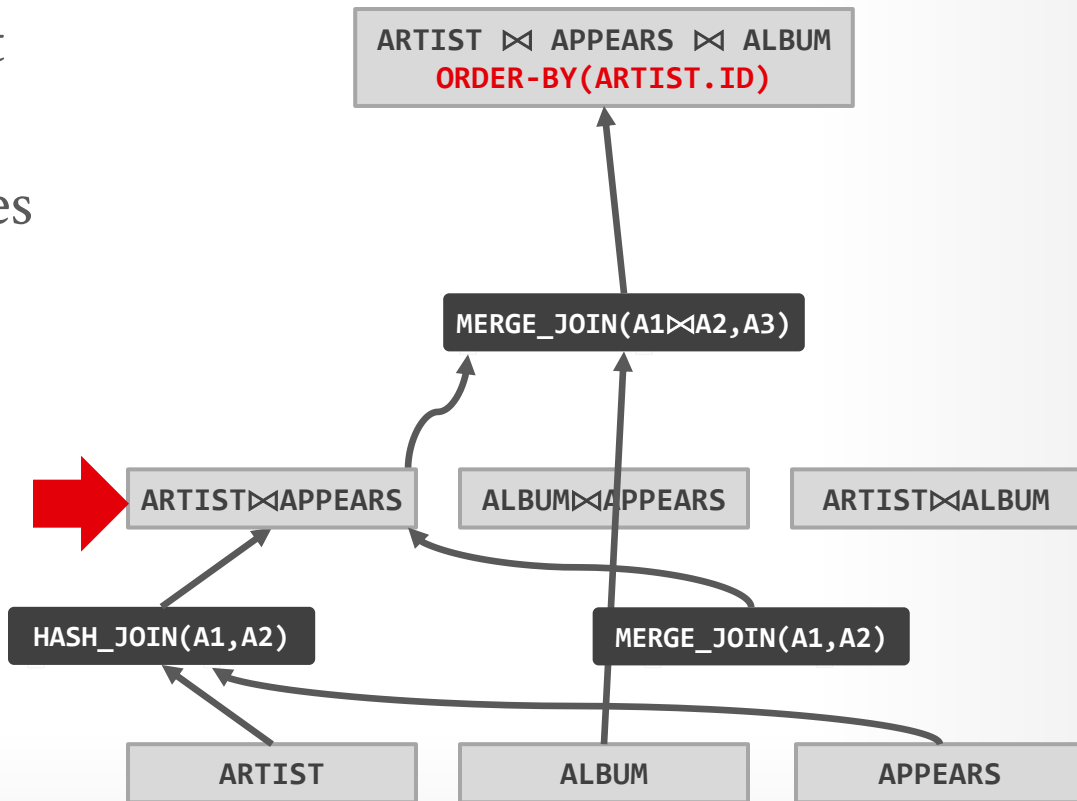 t
es
ARTIST ⋈ APPEARS ⋈ ALBUM
ORDER-BY(ARTIST.ID)
MERGE_JOIN(A1⋈A2,A3)
ARTIST⋈APPEARS
ALBUM⋈APPEARS
ARTIST⋈ALBUM
HASH_JOIN(A1,A2)
MERGE_JOIN(A1,A2)
ARTIST
ALBUM
APPEARS